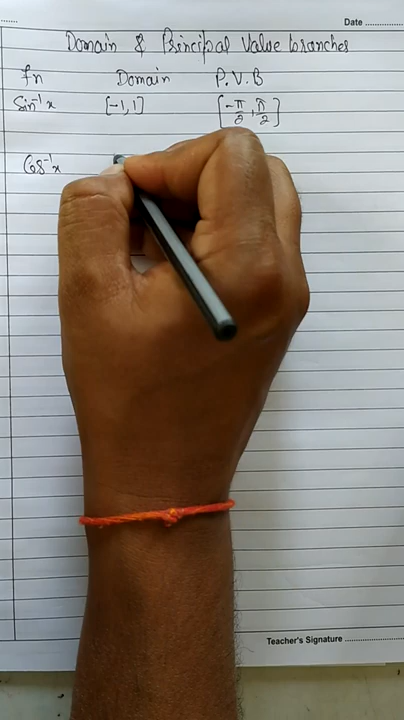 Date ..................
Domain & Principal Value branches
fn Domain P.V.B
Sin⁻¹x [-1,1] [-π/2, π/2]
Cos⁻¹x
Teacher's Signature ..................